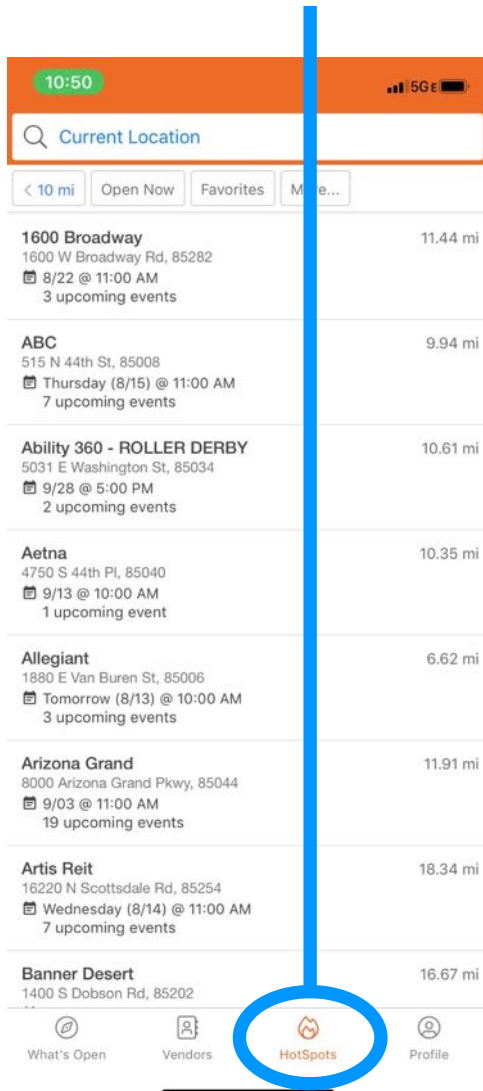 10:50
5G E
Current Location
< 10 mi Open Now Favorites
1600 Broadway 11.44 mi
1600 W Broadway Rd, 85282
8/22 @ 11:00 AM
3 upcoming events
ABC 9.94 mi
515 N 44th St, 85008
Thursday (8/15) @ 11:00 AM
7 upcoming events
Ability 360 - ROLLER DERBY 10.61 mi
5031 E Washington St, 85034
9/28 @ 5:00 PM
2 upcoming events
Aetna 10.35 mi
4750 S 44th Pl, 85040
9/13 @ 10:00 AM
1 upcoming event
Allegiant 6.62 mi
1880 E Van Buren St, 85006
Tomorrow (8/13) @ 10:00 AM
3 upcoming events
Arizona Grand 11.91 mi
8000 Arizona Grand Pkwy, 85044
9/03 @ 11:00 AM
19 upcoming events
Artis Reit 18.34 mi
16220 N Scottsdale Rd, 85254
Wednesday (8/14) @ 11:00 AM
7 upcoming events
Banner Desert 16.67 mi
1400 S Dobson Rd, 85202
What's Open Vendors HotSpots Profile